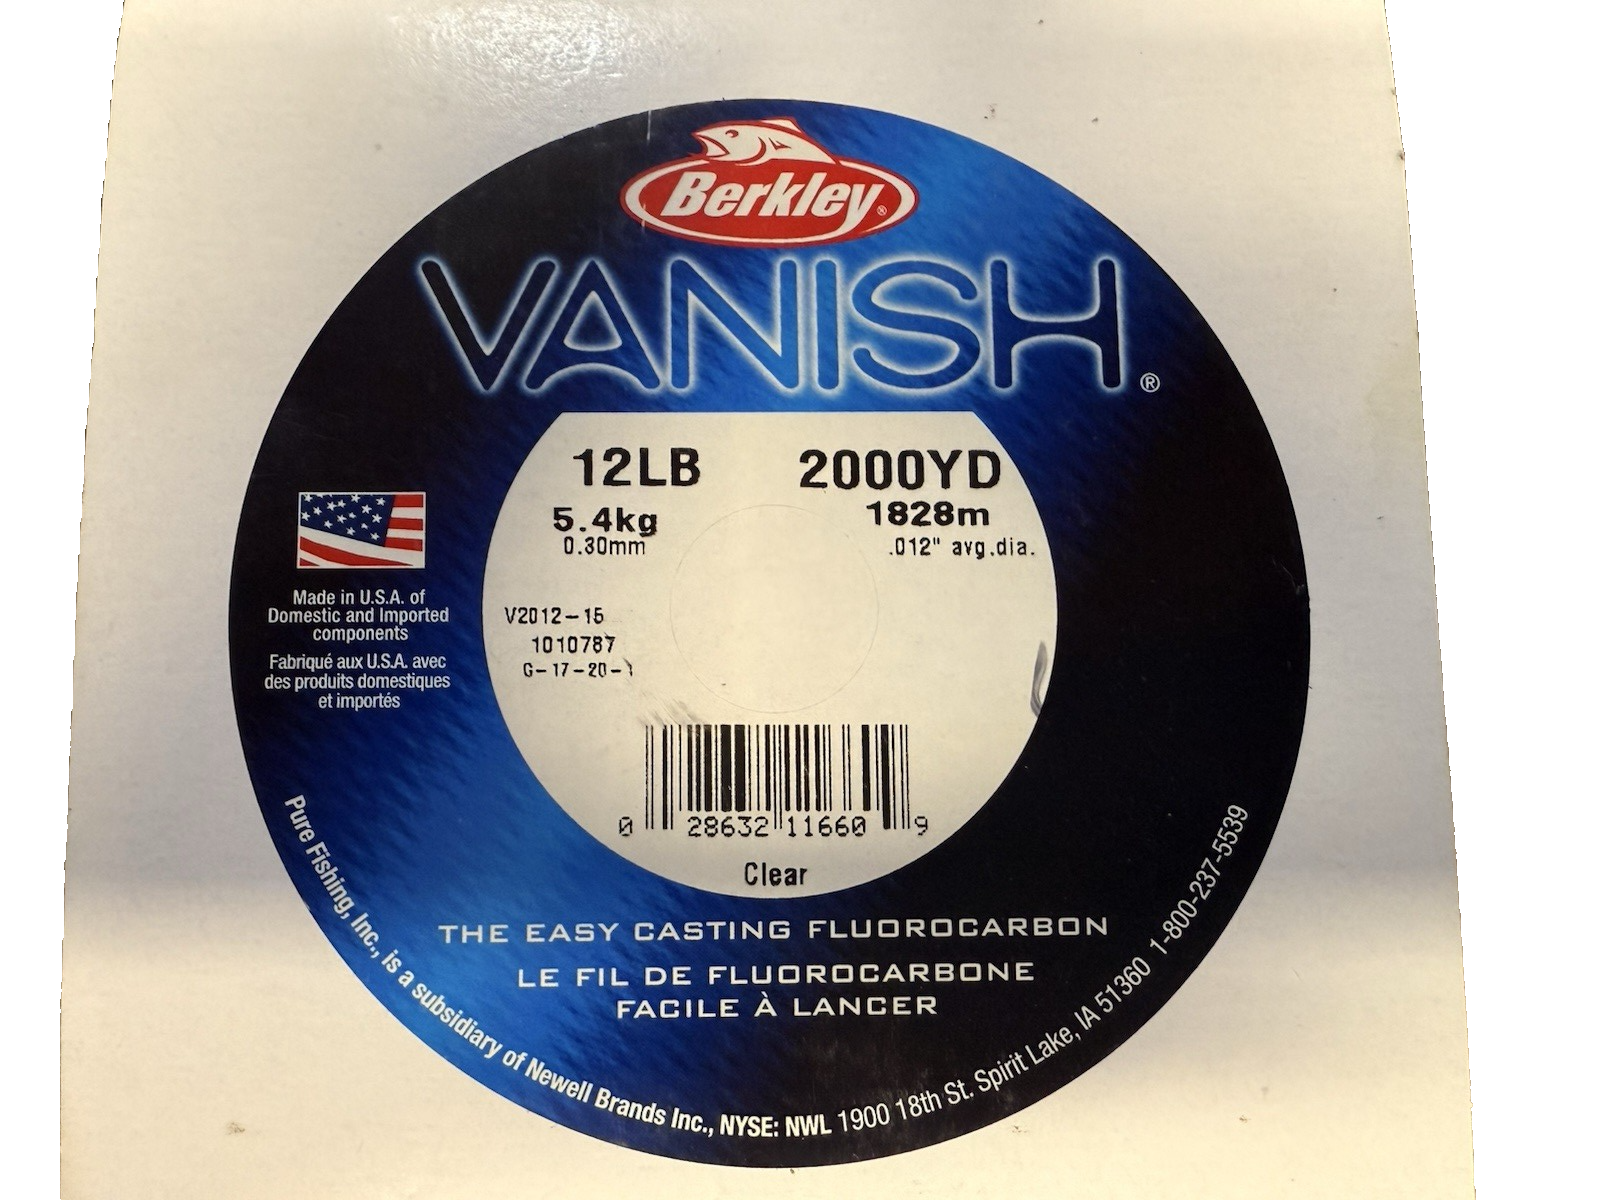 Berkley®
VANISH®
12LB 2000YD
5.4kg 1828m
0.30mm .012" avg.dia.
V2012-15
1010787
G-17-20-1
Made in U.S.A. of
Domestic and Imported
components
Fabriqué aux U.S.A. avec
des produits domestiques
et importés
0 28632 11660 9
Clear
THE EASY CASTING FLUOROCARBON
LE FIL DE FLUOROCARBONE
FACILE À LANCER
Pure Fishing, Inc., is a subsidiary of Newell Brands Inc., NYSE: NWL 1900 18th St. Spirit Lake, IA 51360 1-800-237-5539